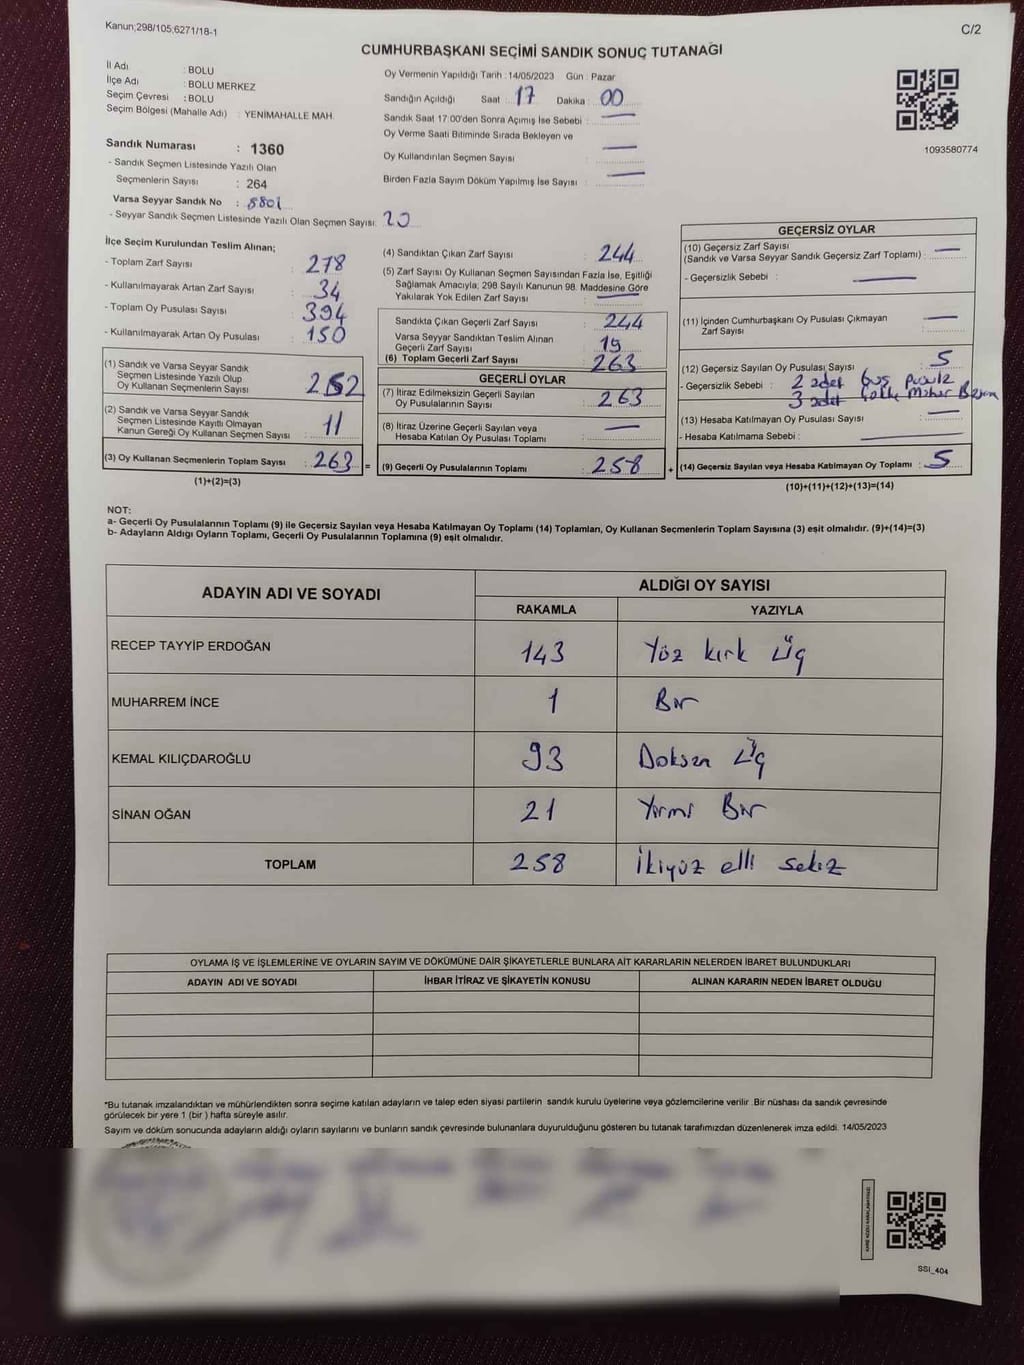 Kanun;298/105;6271/18-1
C/2
CUMHURBAŞKANI SEÇİMİ SANDIK SONUÇ TUTANAĞI
İl Adı : BOLU
İlçe Adı : BOLU MERKEZ
Seçim Çevresi : BOLU
Seçim Bölgesi (Mahalle Adı) : YENİMAHALLE MAH.
Sandık Numarası : 1360
- Sandık Seçmen Listesinde Yazılı Olan
Seçmenlerin Sayısı : 264
Varsa Seyyar Sandık No : 8801
- Seyyar Sandık Seçmen Listesinde Yazılı Olan Seçmen Sayısı: 20
Oy Vermenin Yapıldığı Tarih : 14/05/2023 Gün : Pazar
Sandığın Açıldığı Saat : 17 Dakika : 00
Sandık Saat 17:00'den Sonra Açımış İse Sebebi : —
Oy Verme Saati Bitiminde Sırada Bekleyen ve
Oy Kullandırılan Seçmen Sayısı : —
Birden Fazla Sayım Döküm Yapılmış İse Sayısı : —
1093580774
İlçe Seçim Kurulundan Teslim Alınan;
- Toplam Zarf Sayısı : 278
- Kullanılmayarak Artan Zarf Sayısı : 34
- Toplam Oy Pusulası Sayısı : 394
- Kullanılmayarak Artan Oy Pusulası : 150
(1) Sandık ve Varsa Seyyar Sandık
Seçmen Listesinde Yazılı Olup
Oy Kullanan Seçmenlerin Sayısı : 252
(2) Sandık ve Varsa Seyyar Sandık
Seçmen Listesinde Kayıtlı Olmayan
Kanun Gereği Oy Kullanan Seçmen Sayısı : 11
(3) Oy Kullanan Seçmenlerin Toplam Sayısı : 263 =
(1)+(2)=(3)
(4) Sandıktan Çıkan Zarf Sayısı : 244
(5) Zarf Sayısı Oy Kullanan Seçmen Sayısından Fazla İse, Eşitliği
Sağlamak Amacıyla; 298 Sayılı Kanunun 98. Maddesine Göre
Yakılarak Yok Edilen Zarf Sayısı : —
Sandıkta Çıkan Geçerli Zarf Sayısı : 244
Varsa Seyyar Sandıktan Teslim Alınan
Geçerli Zarf Sayısı : 19
(6) Toplam Geçerli Zarf Sayısı : 263
GEÇERLİ OYLAR
(7) İtiraz Edilmeksizin Geçerli Sayılan
Oy Pusulalarının Sayısı : 263
(8) İtiraz Üzerine Geçerli Sayılan veya
Hesaba Katılan Oy Pusulası Toplamı : —
(9) Geçerli Oy Pusulalarının Toplamı : 258 +
GEÇERSİZ OYLAR
(10) Geçersiz Zarf Sayısı
(Sandık ve Varsa Seyyar Sandık Geçersiz Zarf Toplamı) : —
- Geçersizlik Sebebi : —
(11) İçinden Cumhurbaşkanı Oy Pusulası Çıkmayan
Zarf Sayısı : —
(12) Geçersiz Sayılan Oy Pusulası Sayısı : 5
- Geçersizlik Sebebi : 2 adet Boş Pusula
3 adet Mühür
(13) Hesaba Katılmayan Oy Pusulası Sayısı : —
- Hesaba Katılmama Sebebi : —
(14) Geçersiz Sayılan veya Hesaba Katılmayan Oy Toplamı : 5
(10)+(11)+(12)+(13)=(14)
NOT:
a- Geçerli Oy Pusulalarının Toplamı (9) ile Geçersiz Sayılan veya Hesaba Katılmayan Oy Toplamı (14) Toplamları, Oy Kullanan Seçmenlerin Toplam Sayısına (3) eşit olmalıdır. (9)+(14)=(3)
b- Adayların Aldığı Oyların Toplamı, Geçerli Oy Pusulalarının Toplamına (9) eşit olmalıdır.
ADAYIN ADI VE SOYADI ALDIĞI OY SAYISI
RAKAMLA YAZIYLA
RECEP TAYYİP ERDOĞAN 143 Yüz kırk Üç
MUHARREM İNCE 1 Bir
KEMAL KILIÇDAROĞLU 93 Doksan Üç
SİNAN OĞAN 21 Yirmi Bir
TOPLAM 258 İkiyüz elli sekiz
OYLAMA İŞ VE İŞLEMLERİNE VE OYLARIN SAYIM VE DÖKÜMÜNE DAİR ŞİKAYETLERLE BUNLARA AİT KARARLARIN NELERDEN İBARET BULUNDUKLARI
ADAYIN ADI VE SOYADI İHBAR İTİRAZ VE ŞİKAYETİN KONUSU ALINAN KARARIN NEDEN İBARET OLDUĞU
*Bu tutanak imzalandıktan ve mühürlendikten sonra seçime katılan adayların ve talep eden siyasi partilerin sandık kurulu üyelerine veya gözlemcilerine verilir .Bir nüshası da sandık çevresinde
görülecek bir yere 1 (bir ) hafta süreyle asılır.
Sayım ve döküm sonucunda adayların aldığı oyların sayılarını ve bunların sandık çevresinde bulunanlara duyurulduğunu gösteren bu tutanak tarafımızdan düzenlenerek imza edildi. 14/05/2023
SSI_404